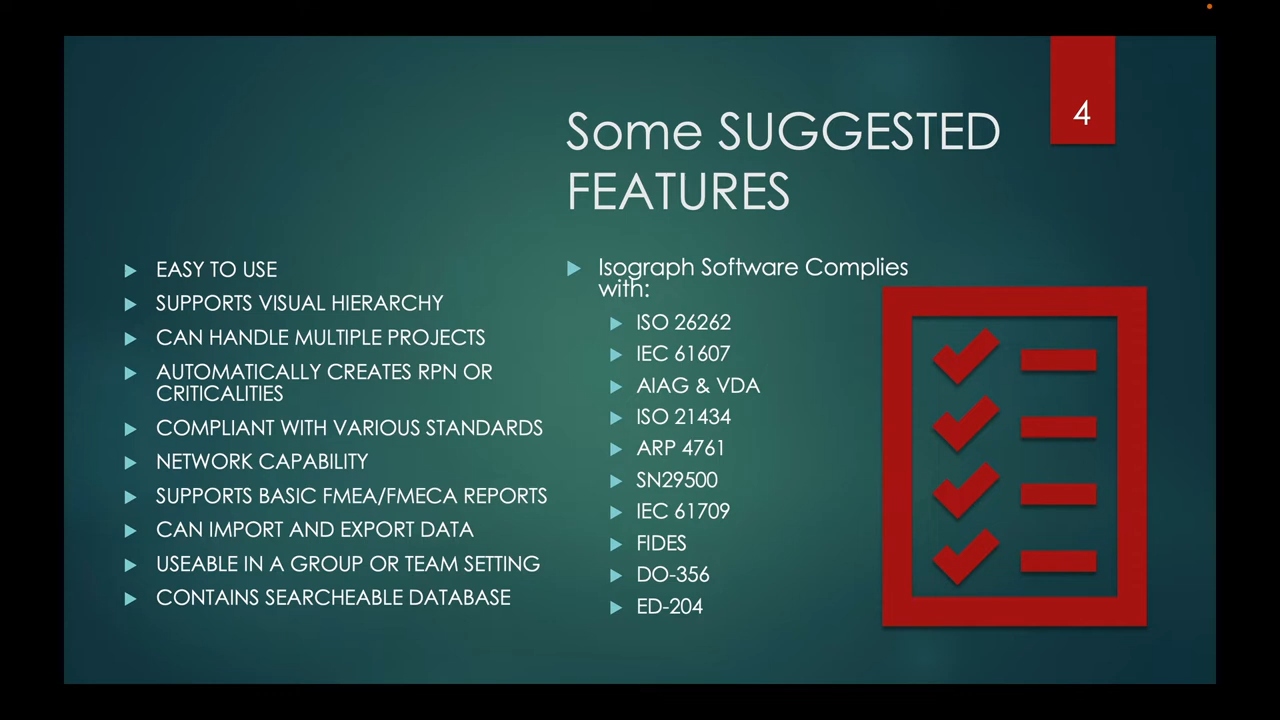 4
Some SUGGESTED
FEATURES
EASY TO USE
SUPPORTS VISUAL HIERARCHY
CAN HANDLE MULTIPLE PROJECTS
AUTOMATICALLY CREATES RPN OR
CRITICALITIES
COMPLIANT WITH VARIOUS STANDARDS
NETWORK CAPABILITY
SUPPORTS BASIC FMEA/FMECA REPORTS
CAN IMPORT AND EXPORT DATA
USEABLE IN A GROUP OR TEAM SETTING
CONTAINS SEARCHEABLE DATABASE
Isograph Software Complies
with:
ISO 26262
IEC 61607
AIAG & VDA
ISO 21434
ARP 4761
SN29500
IEC 61709
FIDES
DO-356
ED-204